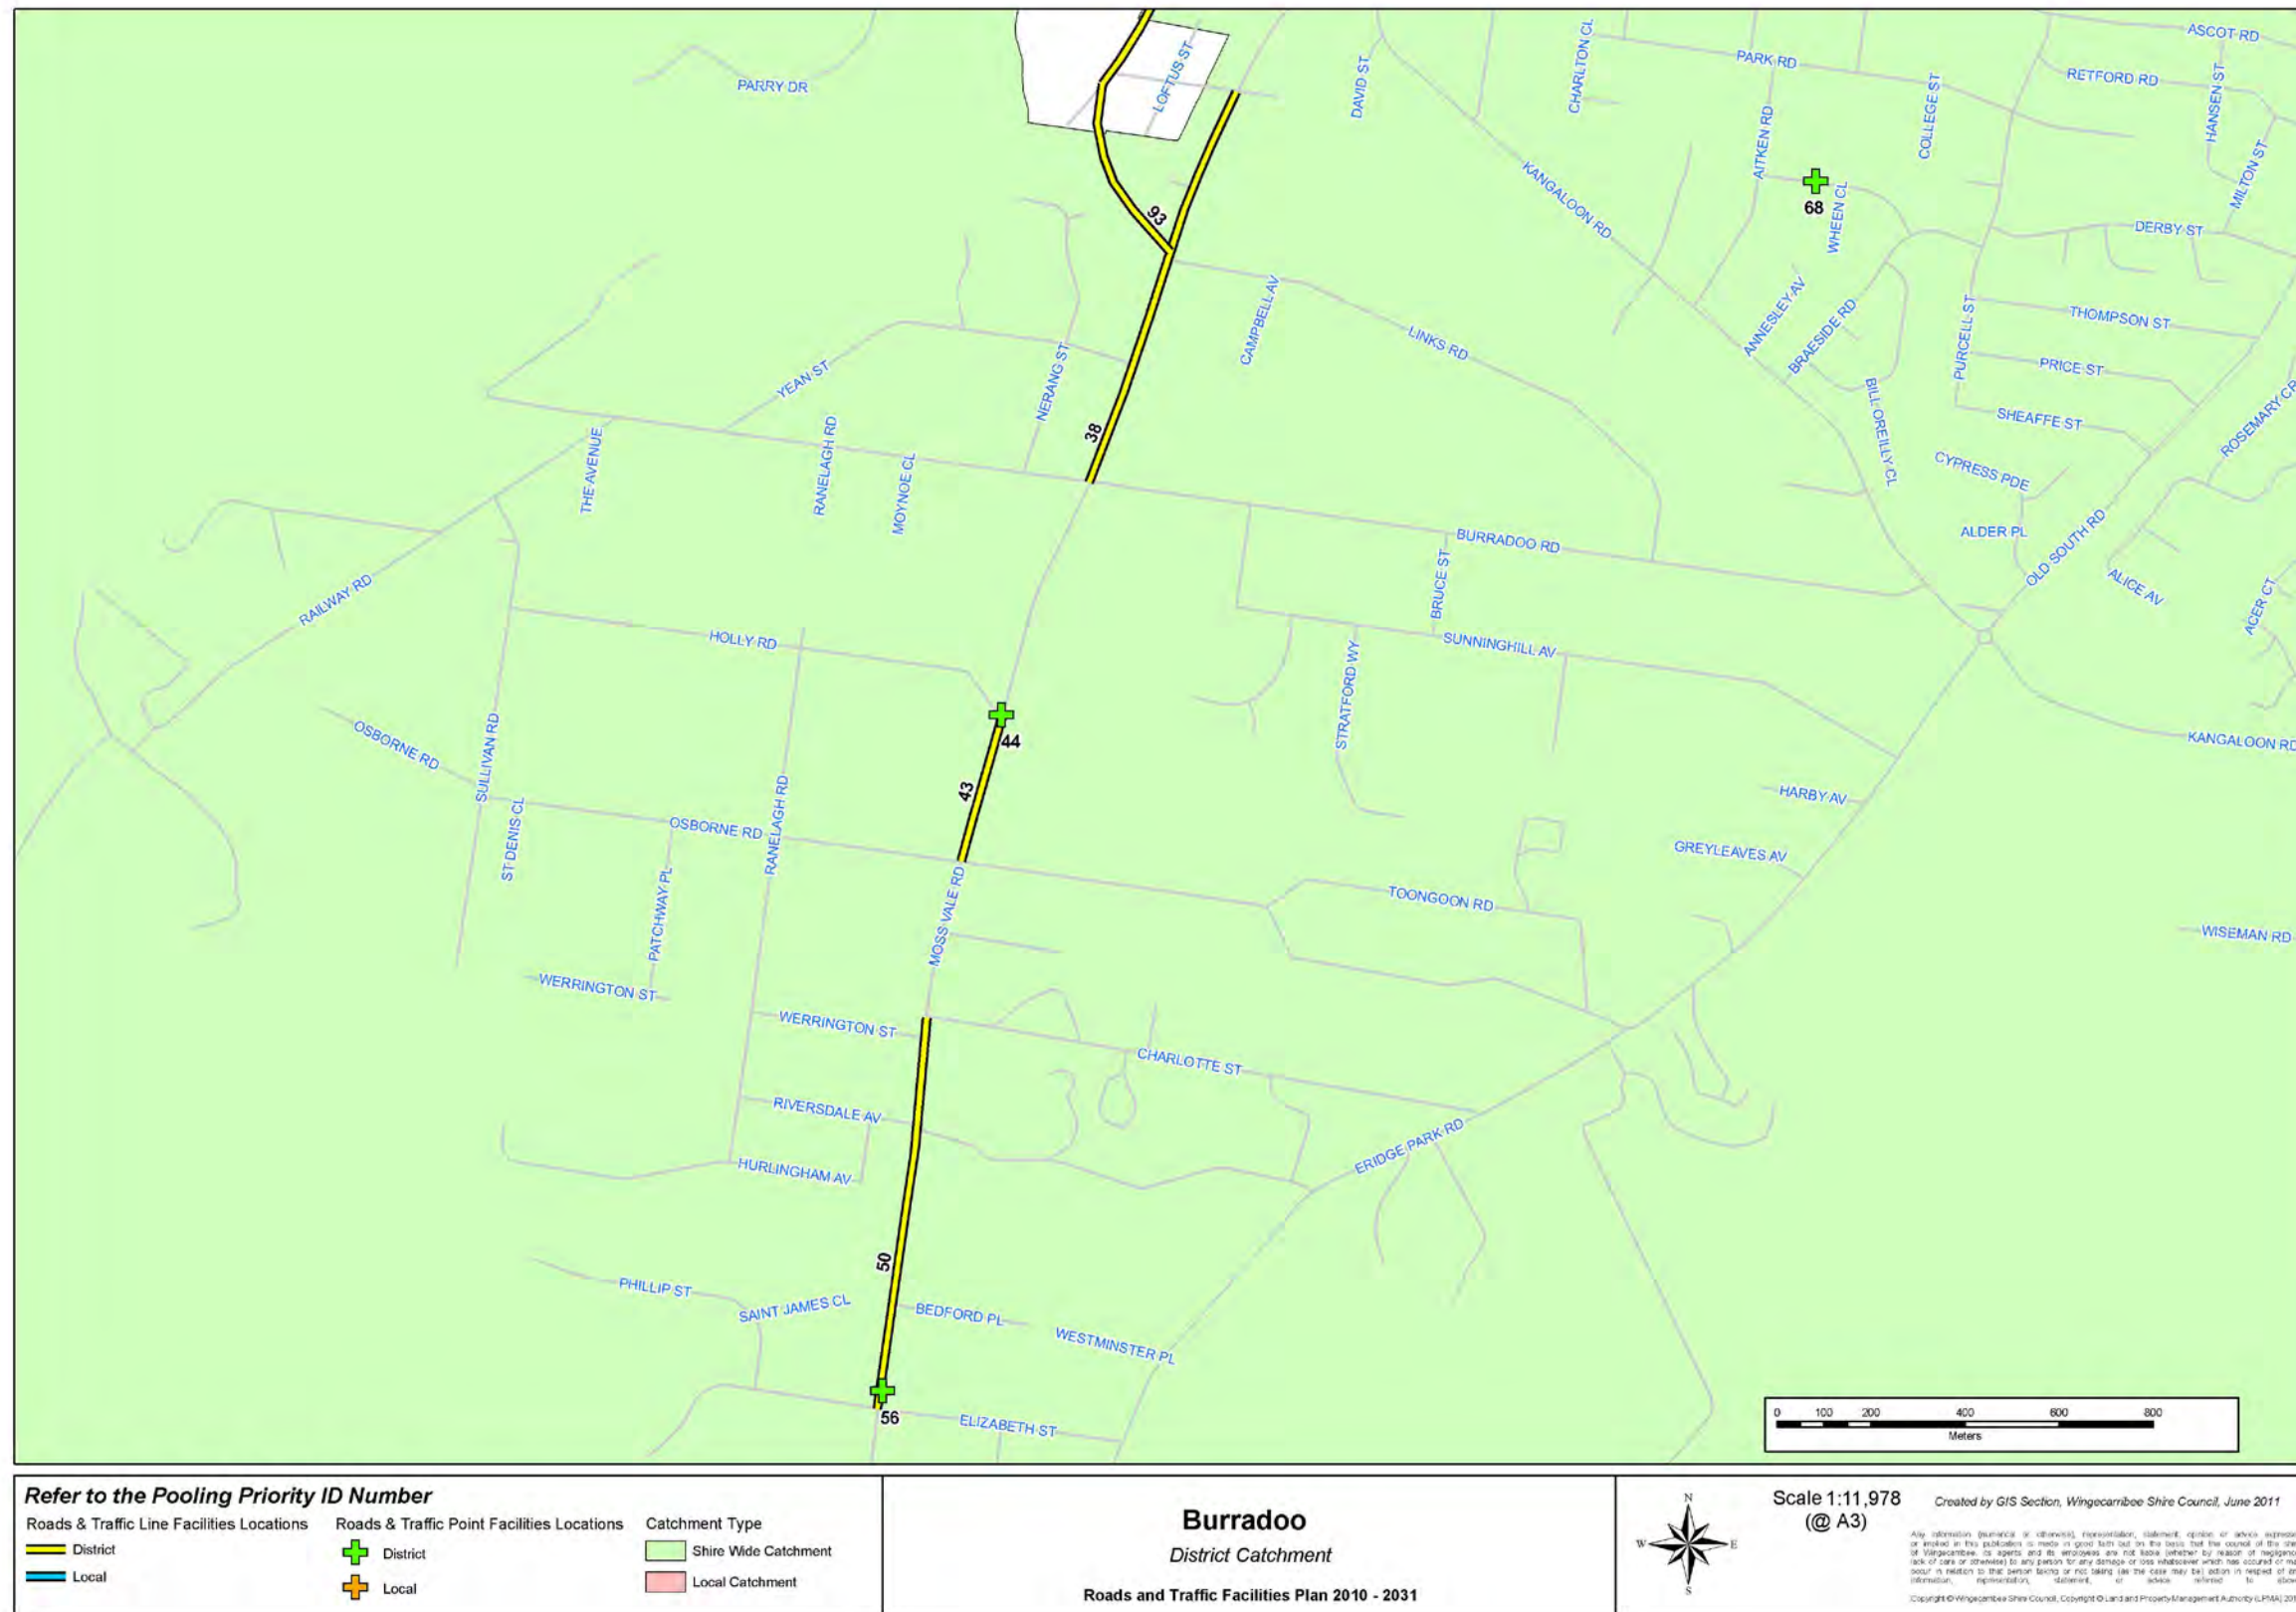 PARRY DR
LOFTUS ST
DAVID ST
CHARLTON CL
PARK RD
ASCOT RD
RETFORD RD
HANSEN ST
COLLEGE ST
AITKEN RD
MILTON ST
KANGALOON RD
93
68
WHEEN CL
DERBY ST
CAMPBELL AV
LINKS RD
ANNESLEY AV
BRAESIDE RD
PURCELL ST
THOMPSON ST
PRICE ST
YEAN ST
NERANG ST
38
BILL OREILLY CL
SHEAFFE ST
ROSEMARY CR
THE AVENUE
RANELAGH RD
MOYNOE CL
CYPRESS PDE
ALDER PL
OLD SOUTH RD
BURRADOO RD
BRUCE ST
ALICE AV
ACER CT
RAILWAY RD
HOLLY RD
SUNNINGHILL AV
STRATFORD WY
OSBORNE RD
SULLIVAN RD
44
KANGALOON RD
43
RANELAGH RD
HARBY AV
ST DENIS CL
OSBORNE RD
GREYLEAVES AV
PATCHWAY PL
MOSS VALE RD
TOONGOON RD
WISEMAN RD
WERRINGTON ST
WERRINGTON ST
CHARLOTTE ST
RIVERSDALE AV
ERIDGE PARK RD
HURLINGHAM AV
50
PHILLIP ST
SAINT JAMES CL
BEDFORD PL
WESTMINSTER PL
56
ELIZABETH ST
0 100 200 400 600 800
Meters
Refer to the Pooling Priority ID Number
Roads & Traffic Line Facilities Locations
District
Local
Roads & Traffic Point Facilities Locations
District
Local
Catchment Type
Shire Wide Catchment
Local Catchment
Burradoo
District Catchment
Roads and Traffic Facilities Plan 2010 - 2031
N
W E
S
Scale 1:11,978
(@ A3)
Created by GIS Section, Wingecarribee Shire Council, June 2011